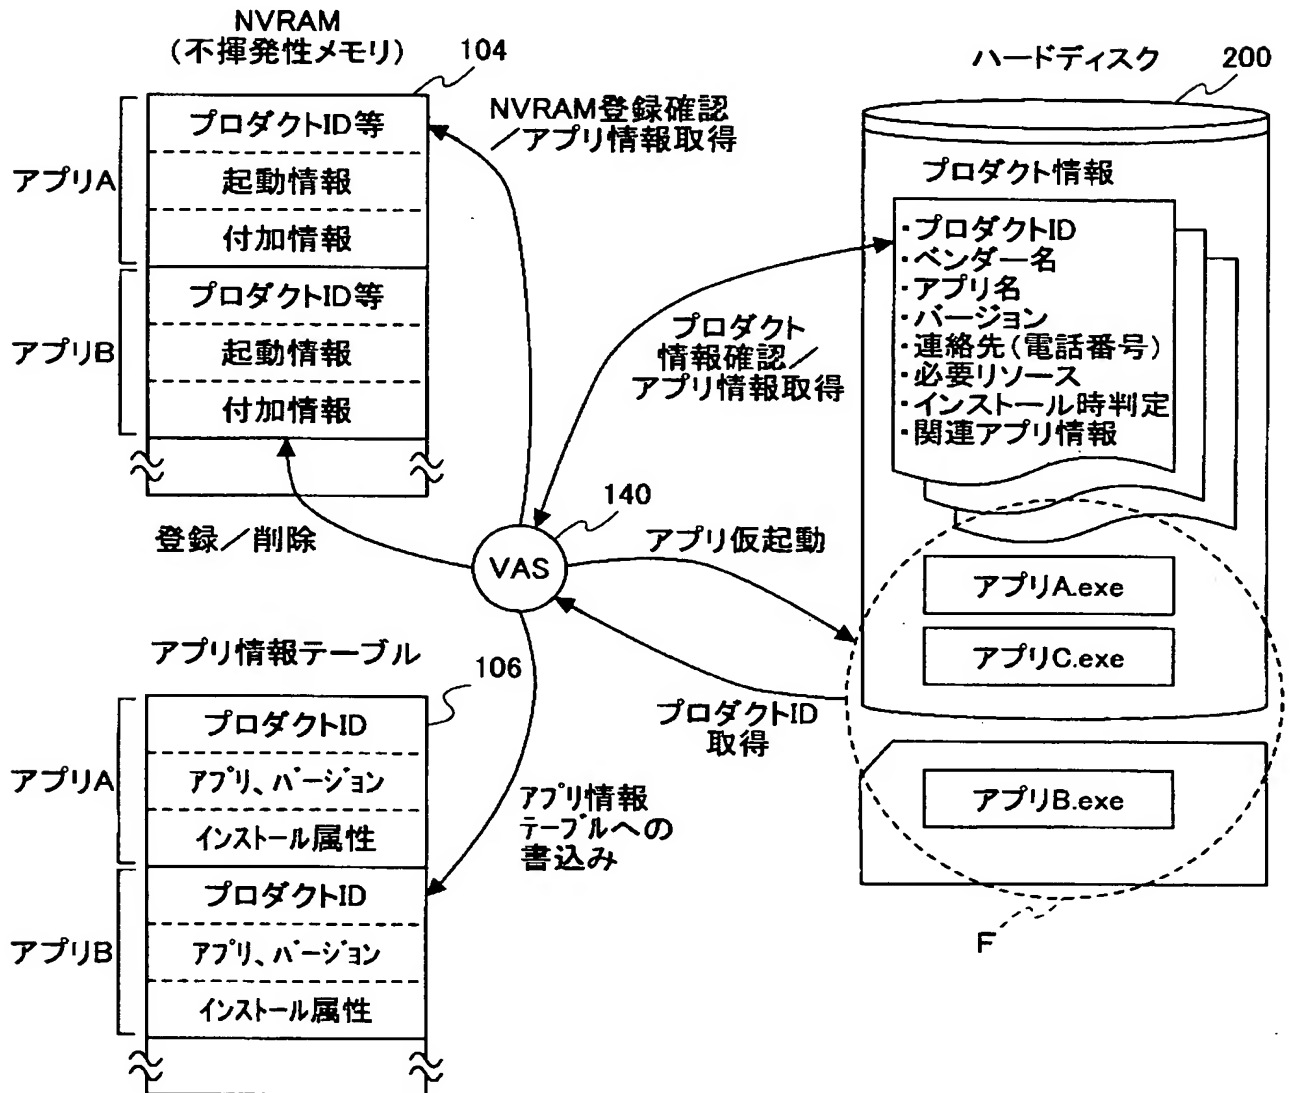 NVRAM
(不揮発性メモリ)
104
アプリA
プロダクトID等
起動情報
付加情報
アプリB
プロダクトID等
起動情報
付加情報
NVRAM登録確認
/アプリ情報取得
ハードディスク
200
プロダクト情報
・プロダクトID
・ベンダー名
・アプリ名
・バージョン
・連絡先(電話番号)
・必要リソース
・インストール時判定
・関連アプリ情報
プロダクト
情報確認/
アプリ情報取得
登録/削除
140
VAS
アプリ仮起動
プロダクトID
取得
アプリA.exe
アプリC.exe
アプリB.exe
F
アプリ情報テーブル
106
アプリA
プロダクトID
アプリ、バージョン
インストール属性
アプリB
プロダクトID
アプリ、バージョン
インストール属性
アプリ情報
テーブルへの
書込み